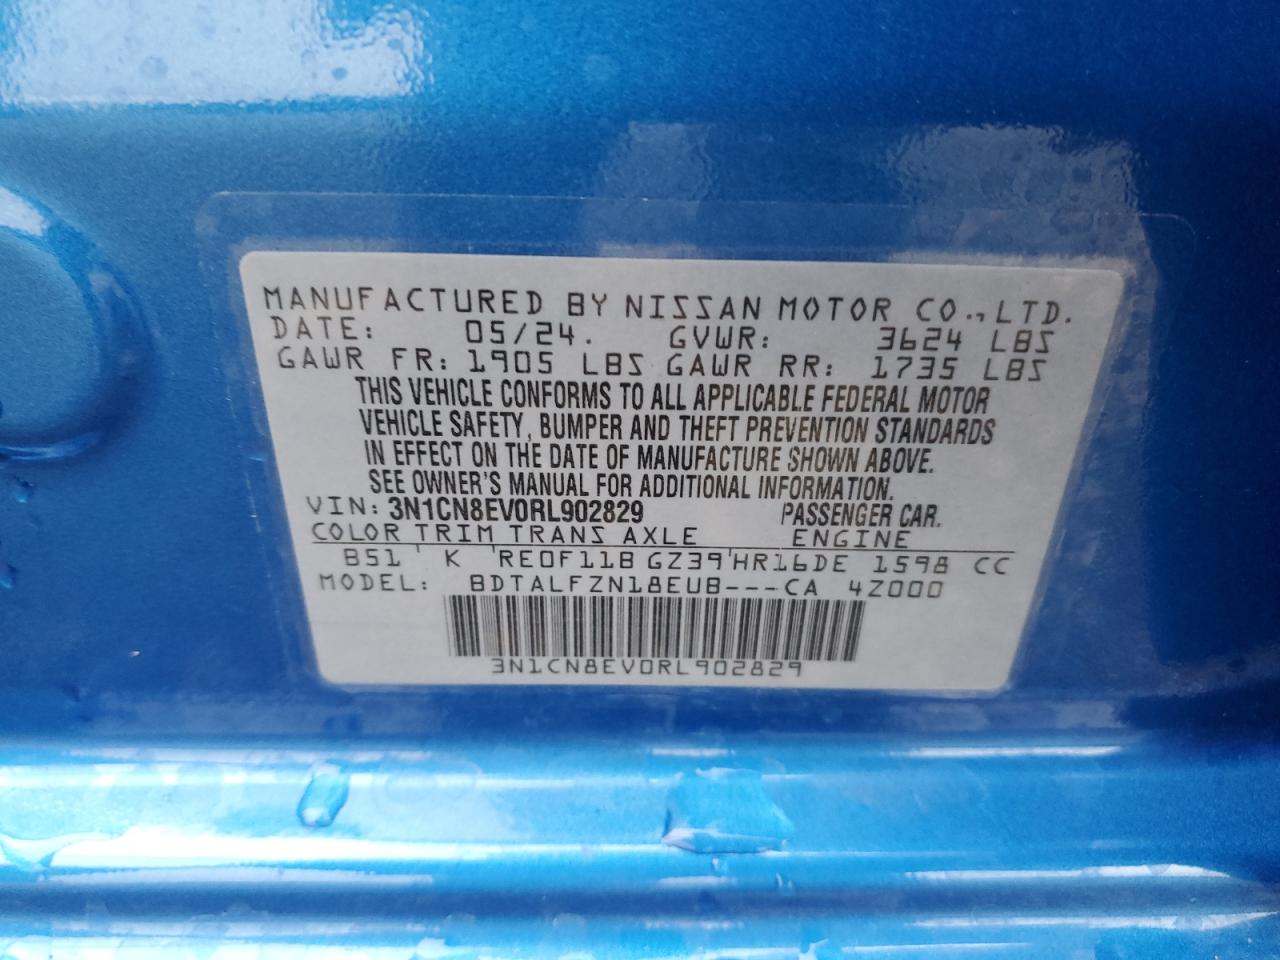 MANUFACTURED BY NISSAN MOTOR CO.,LTD.
DATE: 05/24. GVWR: 3624 LBS
GAWR FR: 1905 LBS GAWR RR: 1735 LBS
THIS VEHICLE CONFORMS TO ALL APPLICABLE FEDERAL MOTOR
VEHICLE SAFETY, BUMPER AND THEFT PREVENTION STANDARDS
IN EFFECT ON THE DATE OF MANUFACTURE SHOWN ABOVE.
SEE OWNER'S MANUAL FOR ADDITIONAL INFORMATION.
VIN: 3N1CN8EV0RL902829 PASSENGER CAR.
COLOR TRIM TRANS AXLE ENGINE
B51 K RE0F11B GZ39 HR16DE 1598 CC
MODEL: BDTALFZN18EUB---CA 4Z000
3N1CN8EV0RL902829